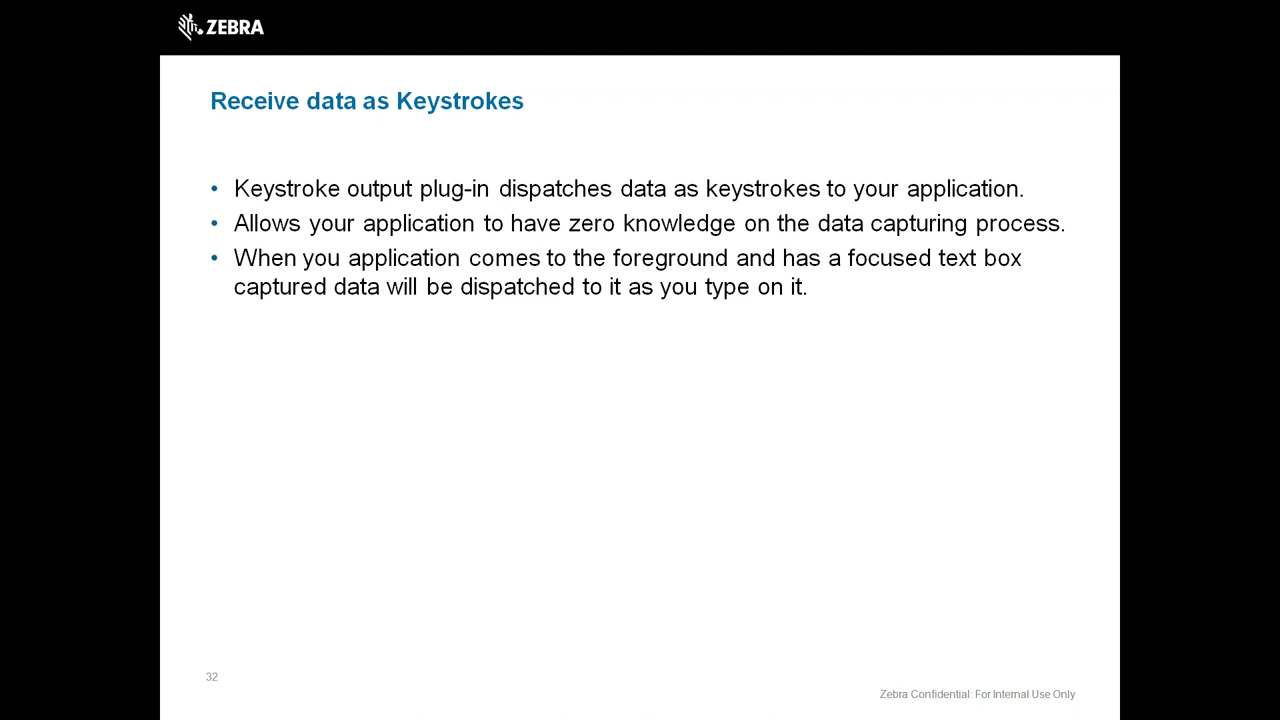 ZEBRA
Receive data as Keystrokes
• Keystroke output plug-in dispatches data as keystrokes to your application.
• Allows your application to have zero knowledge on the data capturing process.
• When you application comes to the foreground and has a focused text box
captured data will be dispatched to it as you type on it.
32
Zebra Confidential: For Internal Use Only